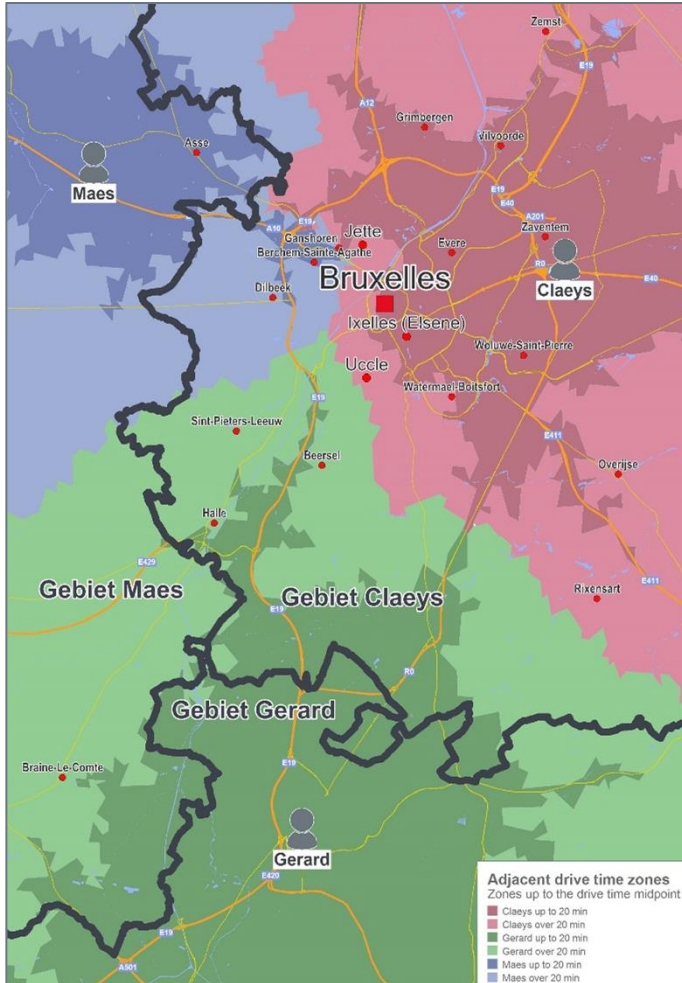 Zemst
E19
A12
Grimbergen
Vilvoorde
Asse
Maes
E19
E40
A201
Zaventem
E19
A10
Jette
Ganshoren
Evere
Berchem-Sainte-Agathe
R0
E40
Bruxelles
Claeys
Dilbeek
Ixelles (Elsene)
Woluwe-Saint-Pierre
Uccle
Watermael-Boitsfort
E19
Sint-Pieters-Leeuw
E411
Beersel
Overijse
Halle
E429
E411
Gebiet Maes
Gebiet Claeys
Rixensart
E19
R0
Gebiet Gerard
E19
Braine-Le-Comte
Gerard
E420
E19
A501
Adjacent drive time zones
Zones up to the drive time midpoint
Claeys up to 20 min
Claeys over 20 min
Gerard up to 20 min
Gerard over 20 min
Maes up to 20 min
Maes over 20 min